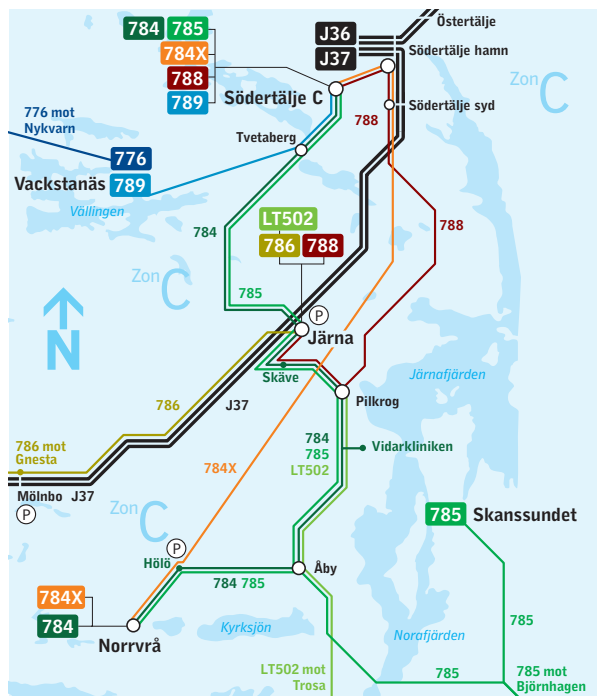 Östertälje
784 785
784X
788
789
J36
J37
Södertälje hamn
Zon C
Södertälje C
Södertälje syd
776 mot
Nykvarn
788
Tvetaberg
776
Vackstanäs 789
Vällingen
LT502
786 788
784
788
Zon C
785
P
N
Järna
Skäve
Järnafjärden
J37
786
Pilkrog
784
785
LT502
Vidarkliniken
786 mot
Gnesta
784X
Mölnbo J37
P
Zon C
785 Skanssundet
P
Hölö
Åby
784 785
784X
784
785
Norrvrå
Kyrksjön
Norafjärden
LT502 mot
Trosa
785
785 mot
Björnhagen